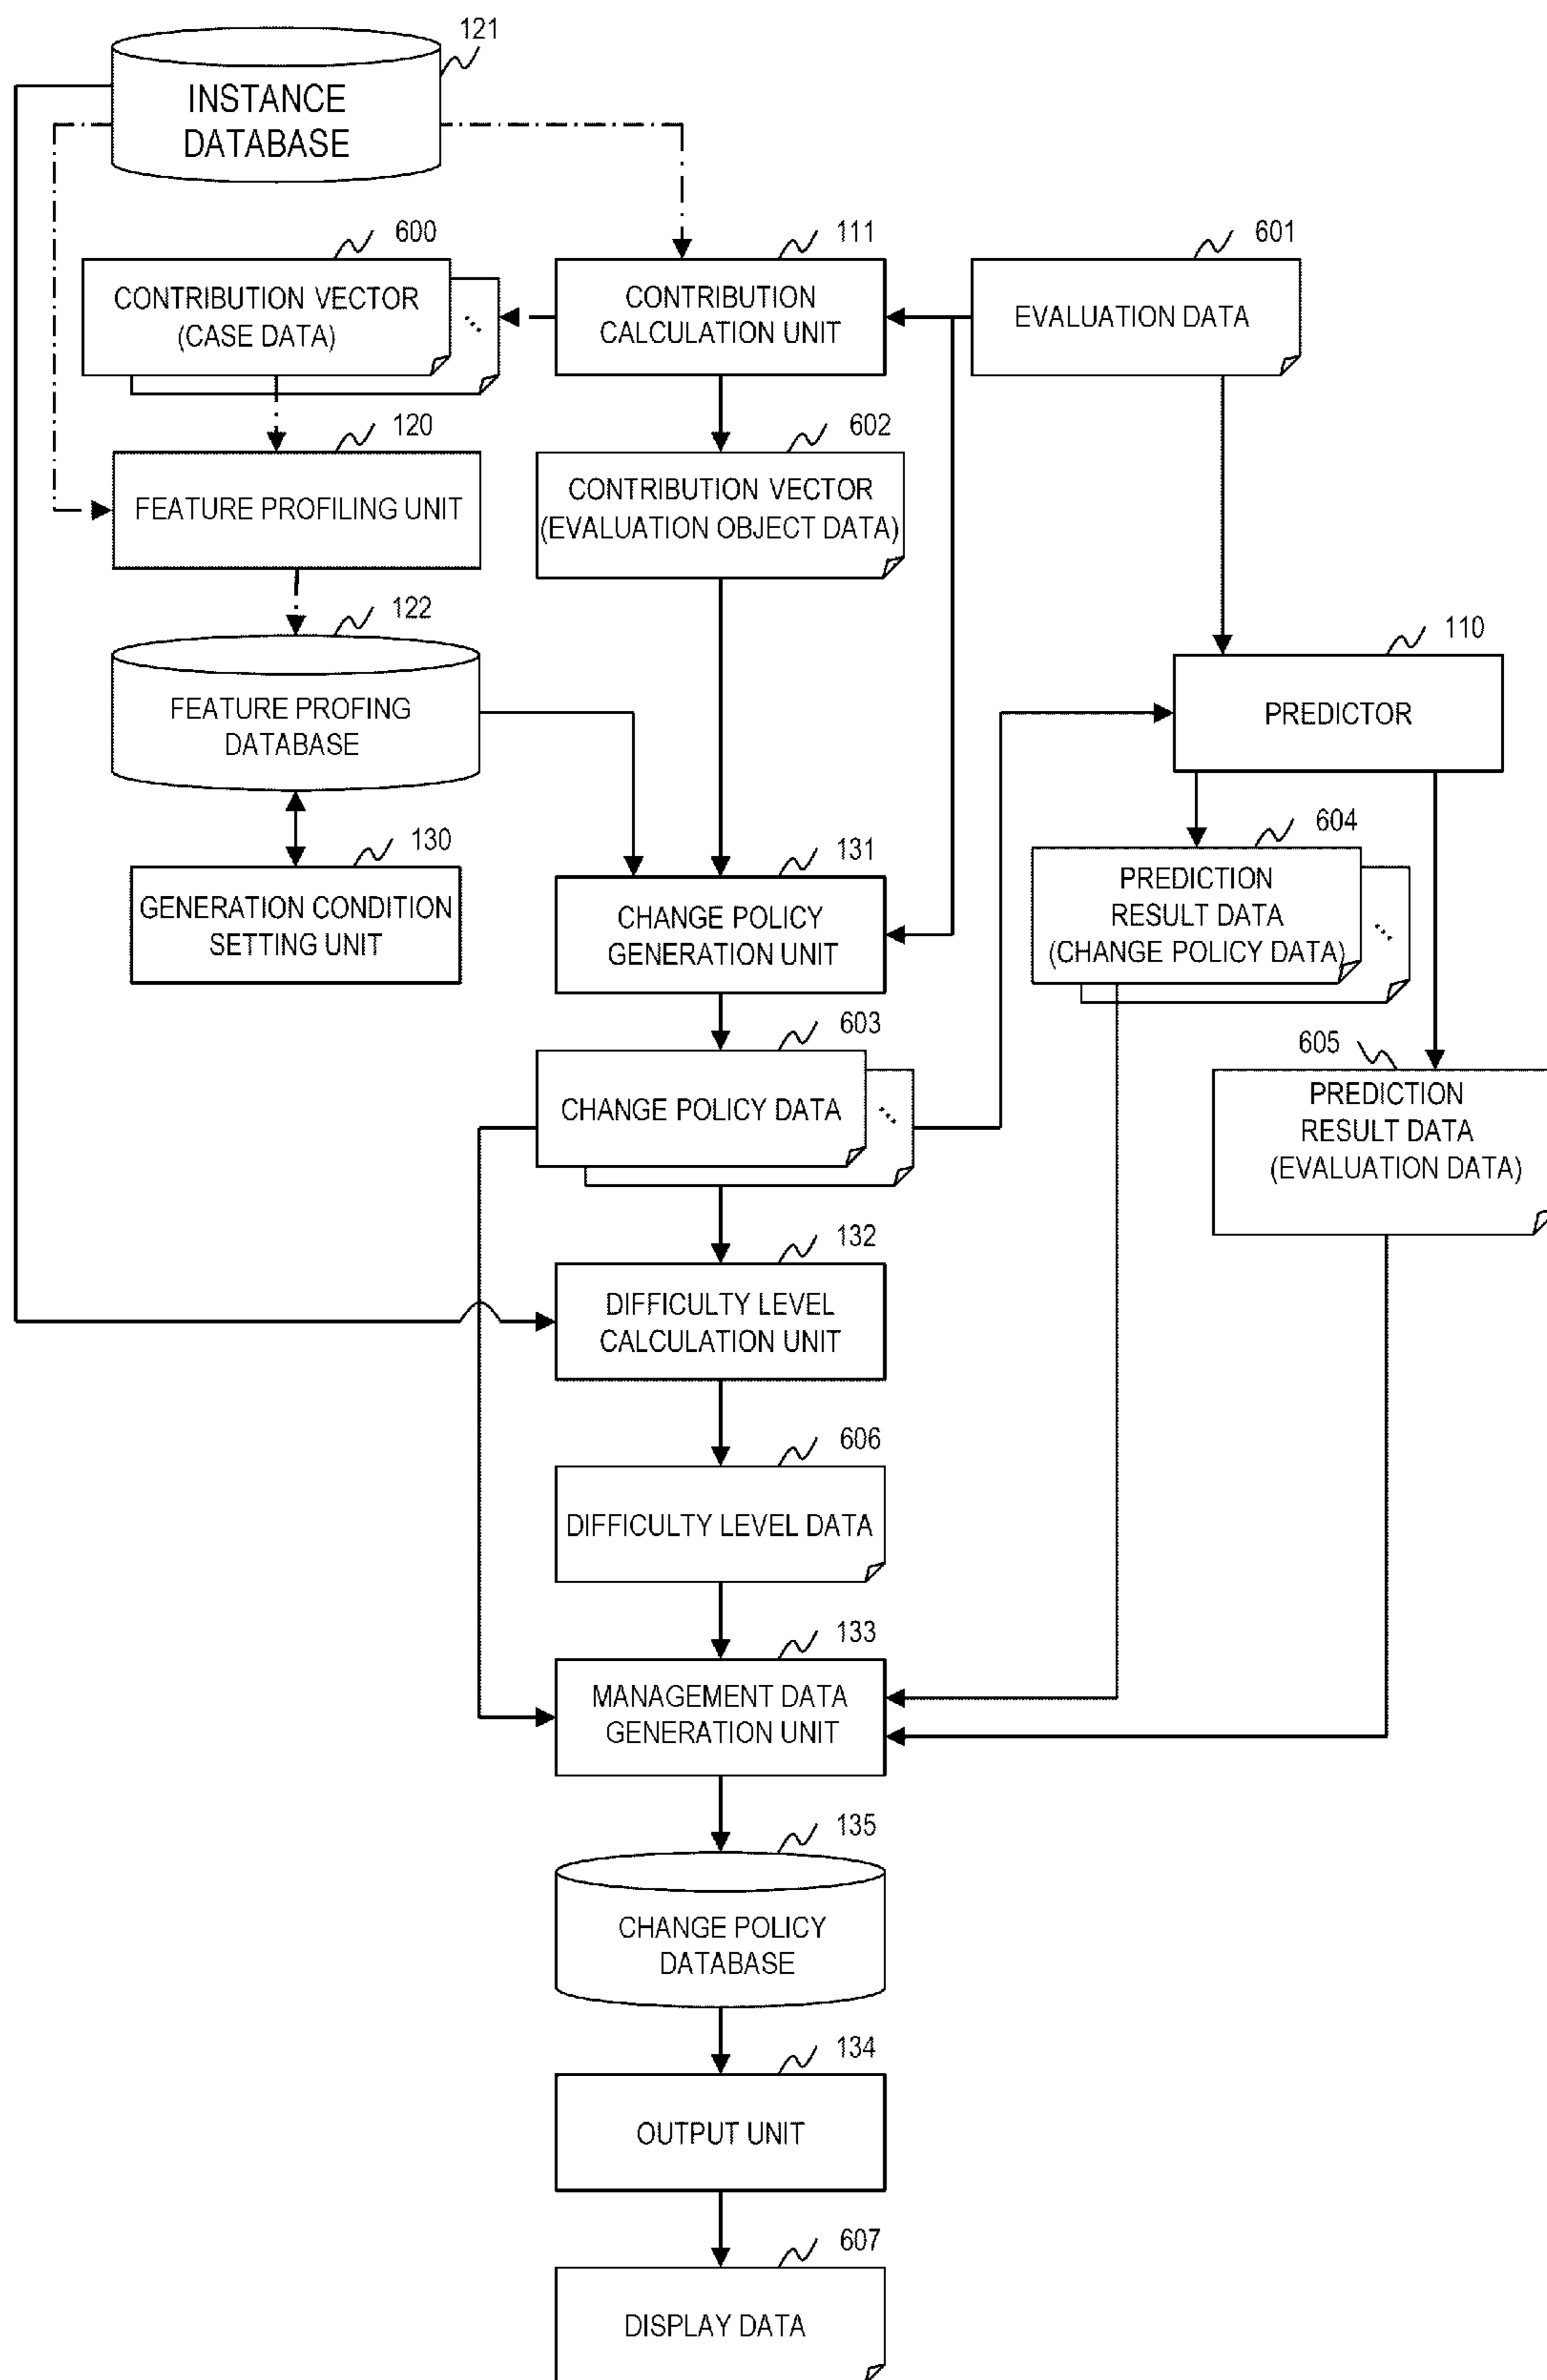 121
INSTANCE
DATABASE
600
111
601
CONTRIBUTION VECTOR
(CASE DATA)
CONTRIBUTION
CALCULATION UNIT
EVALUATION DATA
120
602
FEATURE PROFILING UNIT
CONTRIBUTION VECTOR
(EVALUATION OBJECT DATA)
122
110
FEATURE PROFING
DATABASE
PREDICTOR
130
131
604
GENERATION CONDITION
SETTING UNIT
CHANGE POLICY
GENERATION UNIT
PREDICTION
RESULT DATA
(CHANGE POLICY DATA)
603
605
CHANGE POLICY DATA
PREDICTION
RESULT DATA
(EVALUATION DATA)
132
DIFFICULTY LEVEL
CALCULATION UNIT
606
DIFFICULTY LEVEL DATA
133
MANAGEMENT DATA
GENERATION UNIT
135
CHANGE POLICY
DATABASE
134
OUTPUT UNIT
607
DISPLAY DATA